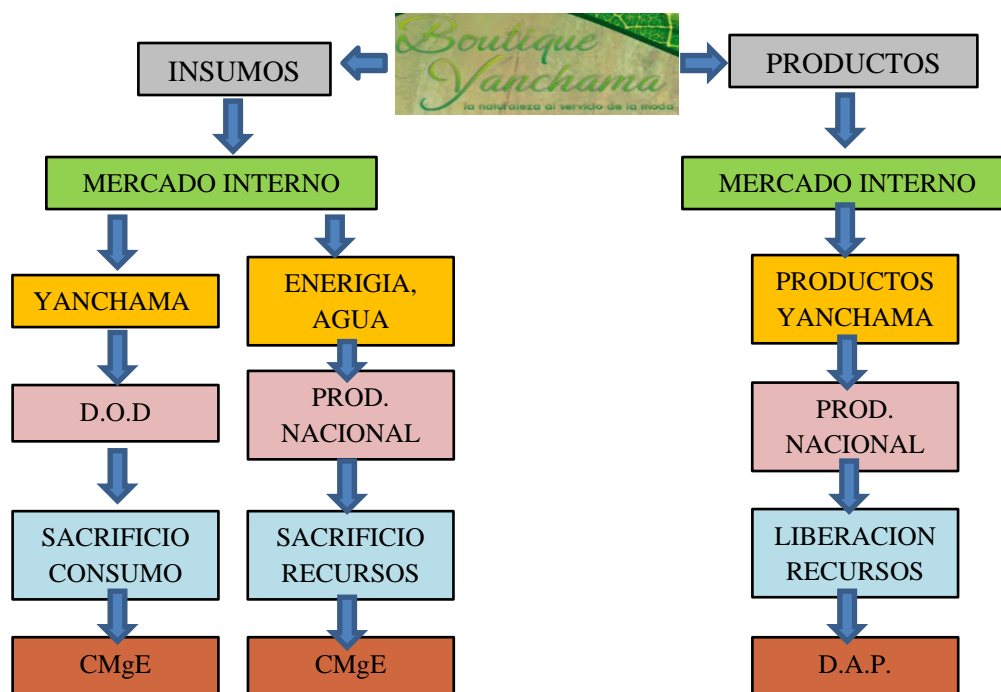 Boutique
Yanchama
la naturaleza al servicio de la moda
INSUMOS
PRODUCTOS
MERCADO INTERNO
MERCADO INTERNO
YANCHAMA
ENERIGIA,
AGUA
PRODUCTOS
YANCHAMA
D.O.D
PROD.
NACIONAL
PROD.
NACIONAL
SACRIFICIO
CONSUMO
SACRIFICIO
RECURSOS
LIBERACION
RECURSOS
CMgE
CMgE
D.A.P.